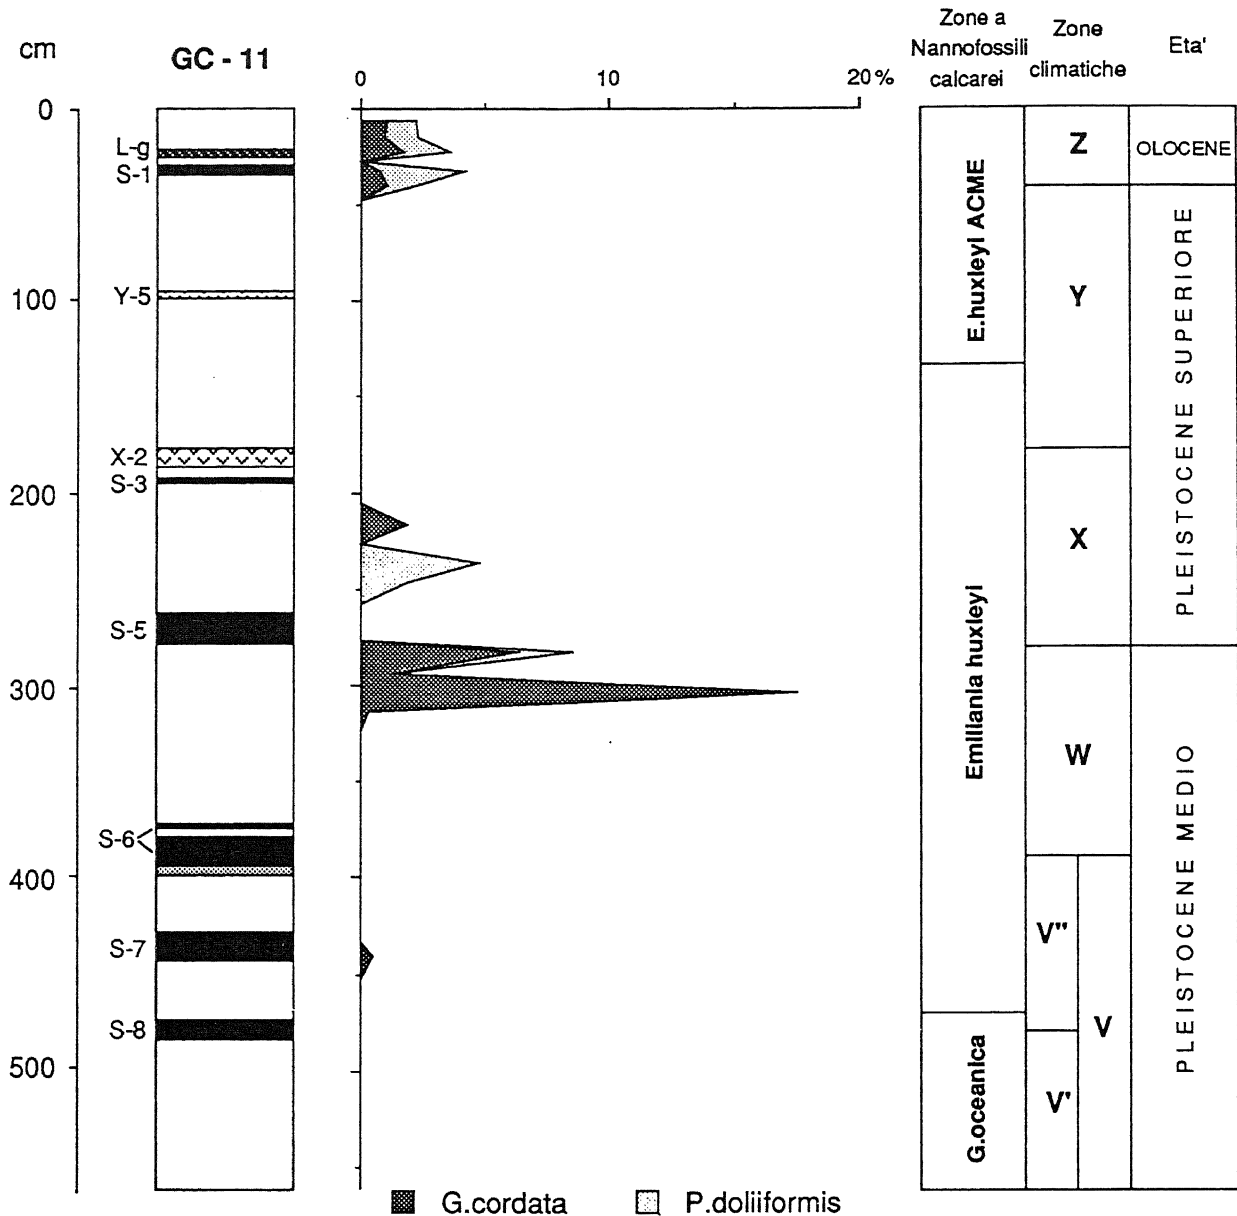 cm
GC - 11
0
10
20%
Zone a
Nannofossili
calcarei
Zone
climatiche
Eta'
0
L-g
S-1
Y-5
100
X-2
S-3
200
S-5
300
S-6
400
S-7
S-8
500
E.huxleyi ACME
Emiliania huxleyi
G.oceanica
Z
Y
X
W
V"
V
V'
OLOCENE
PLEISTOCENE SUPERIORE
PLEISTOCENE MEDIO
G.cordata
P.doliiformis